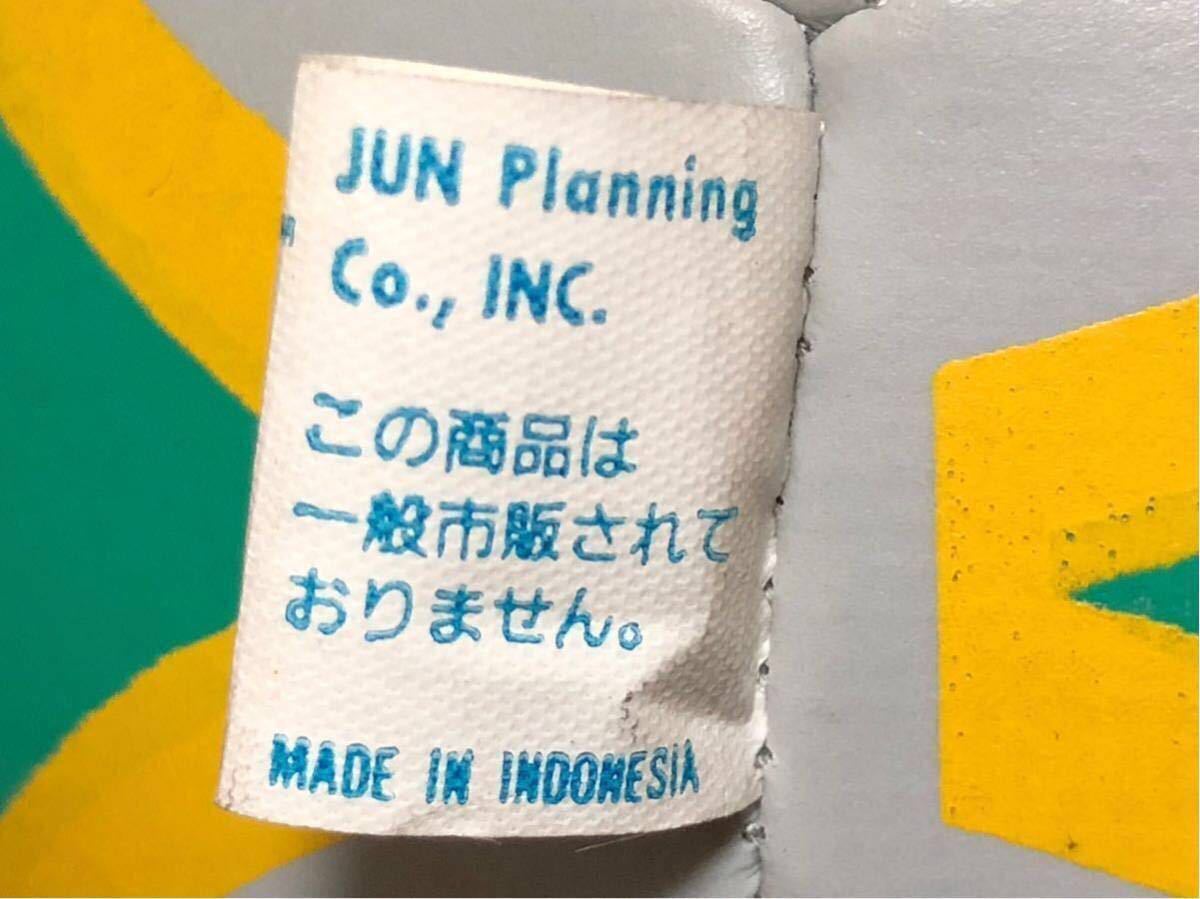 JUN Planning
Co., INC.
この商品は
一般市販されて
おりません。
MADE IN INDONESIA